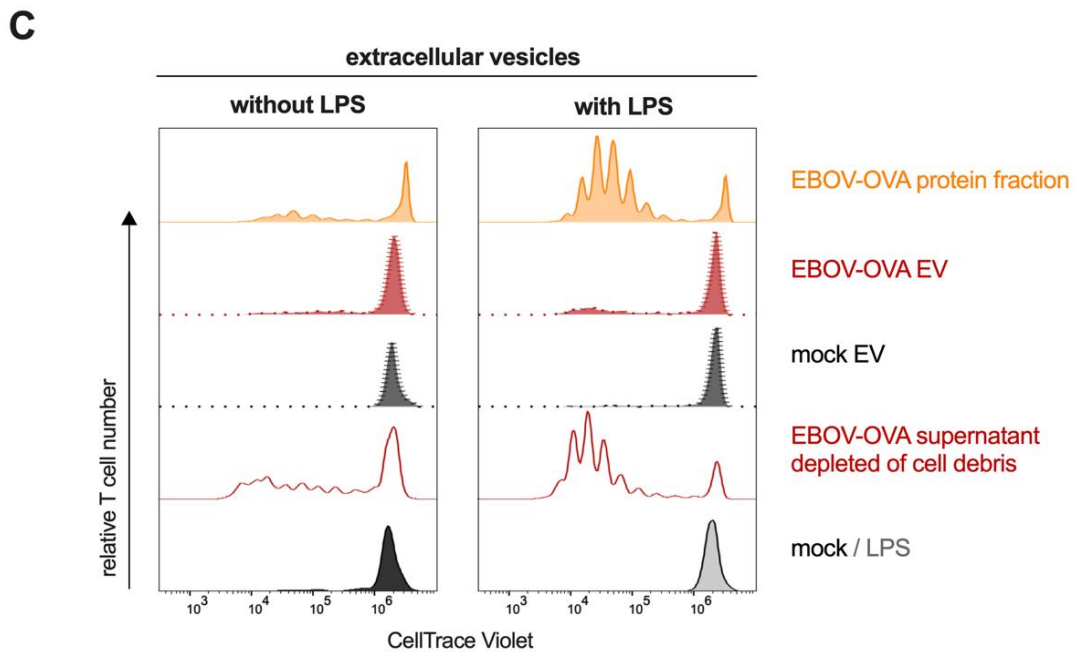 C
extracellular vesicles
without LPS
with LPS
EBOV-OVA protein fraction
EBOV-OVA EV
mock EV
EBOV-OVA supernatant
depleted of cell debris
mock / LPS
relative T cell number
10³ 10⁴ 10⁵ 10⁶
10³ 10⁴ 10⁵ 10⁶
CellTrace Violet